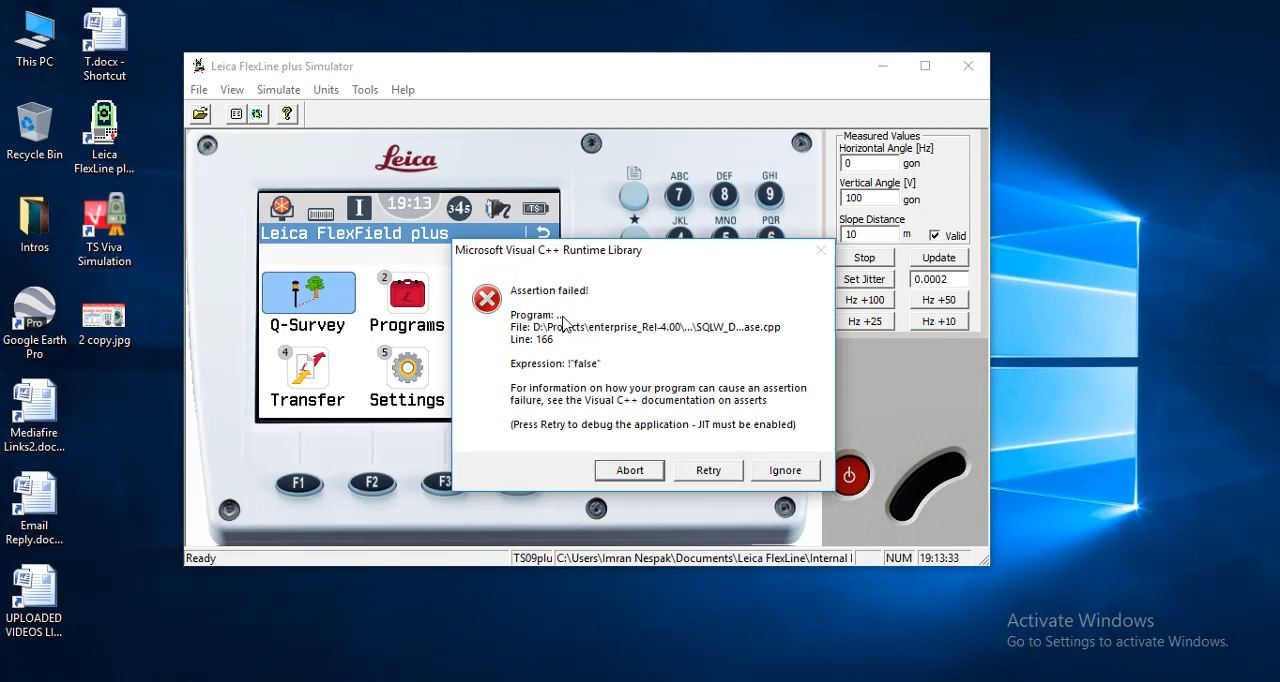 This PC
T.docx -
Shortcut
Recycle Bin
Leica
FlexLine pl...
Intros
TS Viva
Simulation
Pro
Google Earth
Pro
2 copy.jpg
Mediafire
Links2.doc...
Email
Reply.doc...
UPLOADED
VIDEOS LI...
Leica FlexLine plus Simulator
File View Simulate Units Tools Help
Leica
I 19:13 345 TS
Leica FlexField plus
Q-Survey
2
Programs
4
Transfer
5
Settings
F1 F2 F3
ABC DEF GHI
7 8 9
JKL MNO PQR
Measured Values
Horizontal Angle [Hz]
0 gon
Vertical Angle [V]
100 gon
Slope Distance
10 m Valid
Stop Update
Set Jitter 0.0002
Hz +100 Hz +50
Hz +25 Hz +10
Microsoft Visual C++ Runtime Library
Assertion failed!
Program: ...
File: D:\Projects\enterprise_Rel-4.00\...\SQLW_D...ase.cpp
Line: 166
Expression: !"false"
For information on how your program can cause an assertion
failure, see the Visual C++ documentation on asserts
(Press Retry to debug the application - JIT must be enabled)
Abort Retry Ignore
Ready TS09plu C:\Users\Imran Nespak\Documents\Leica FlexLine\Internal NUM 19:13:33
Activate Windows
Go to Settings to activate Windows.